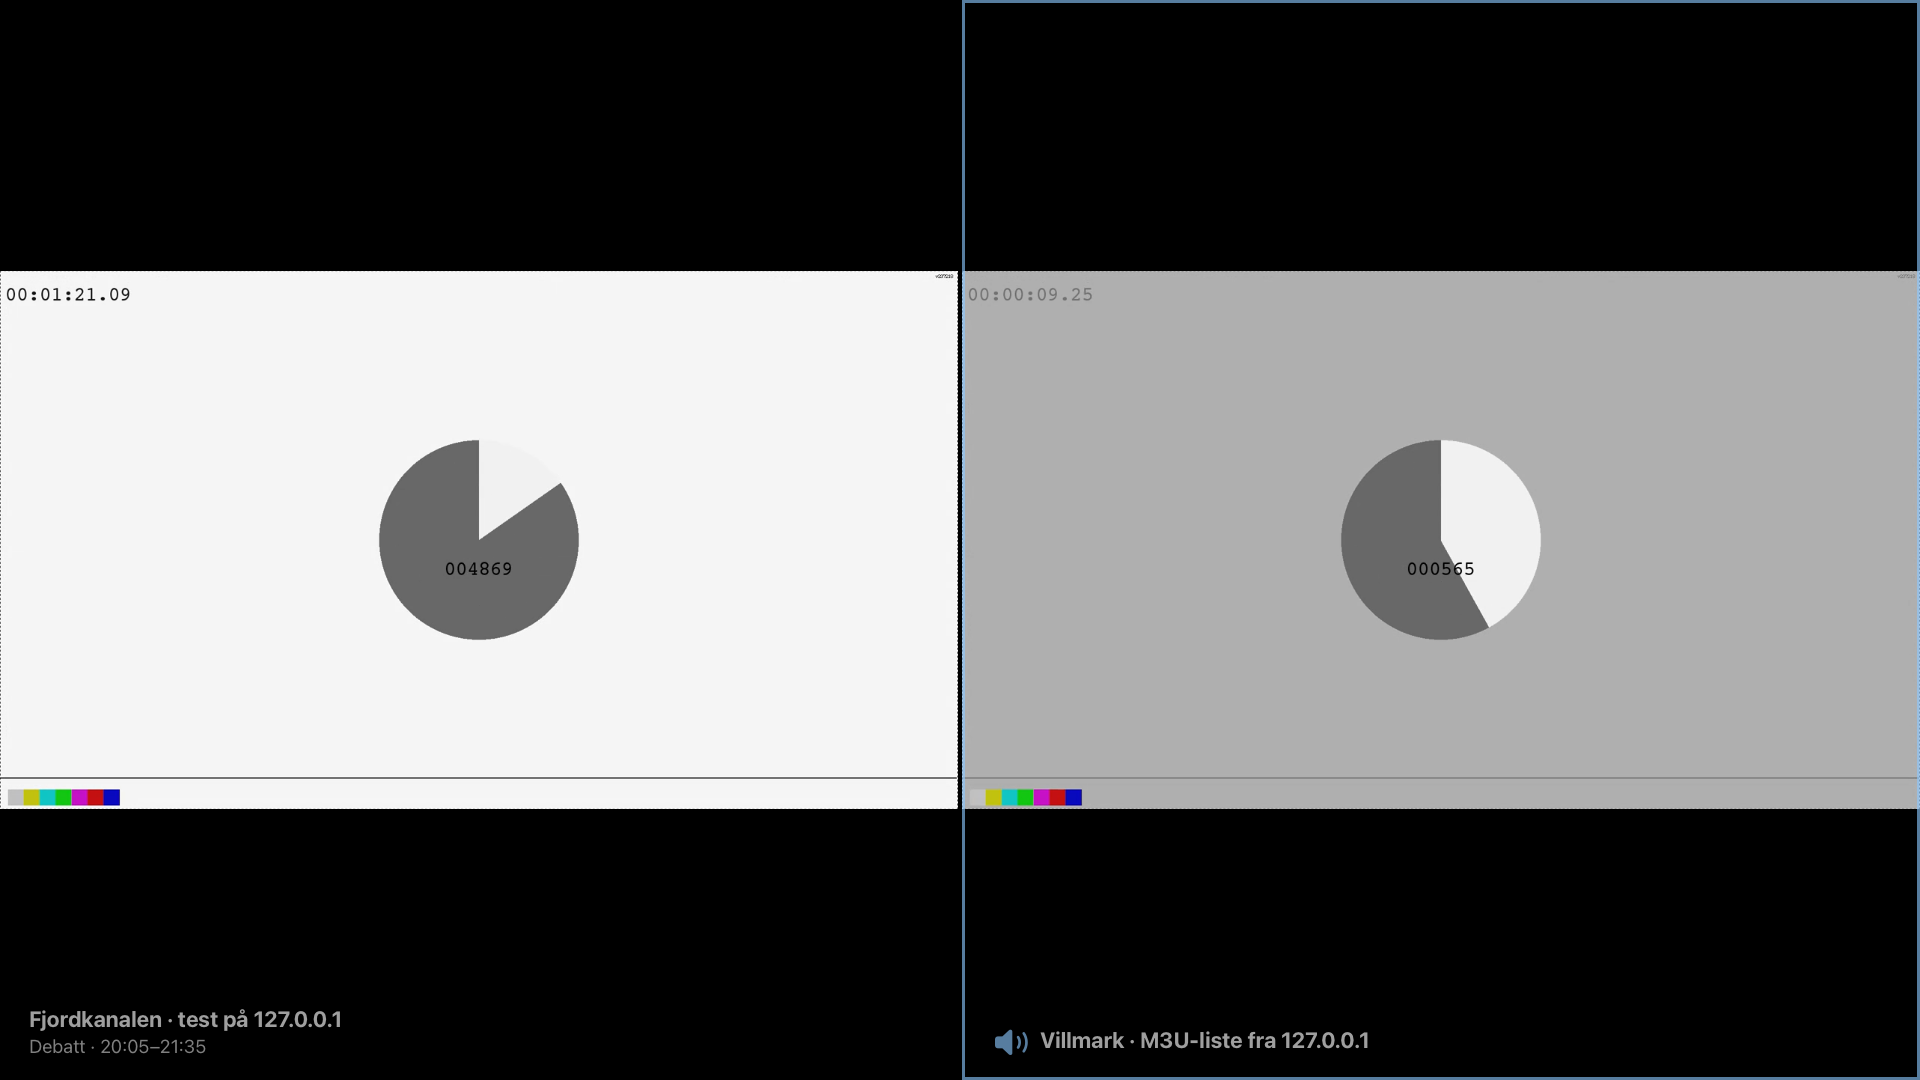 00:01:21.09
004869
Fjordkanalen · test på 127.0.0.1
Debatt · 20:05–21:35
00:00:09.25
000565
Villmark · M3U-liste fra 127.0.0.1